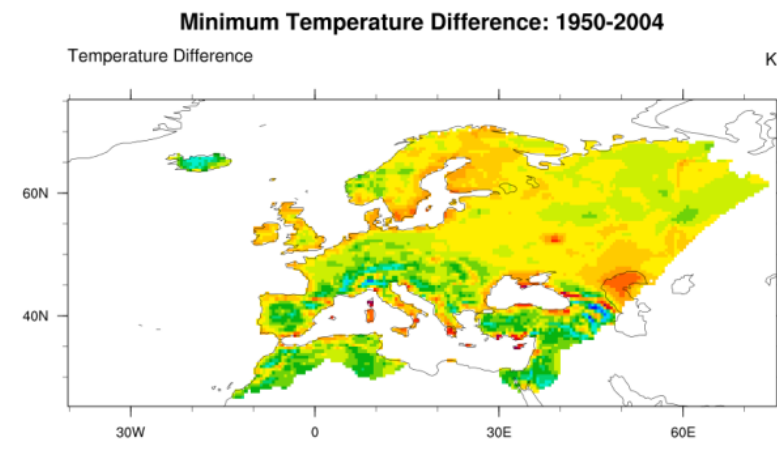 Minimum Temperature Difference: 1950-2004
Temperature Difference K
60N
40N
30W 0 30E 60E